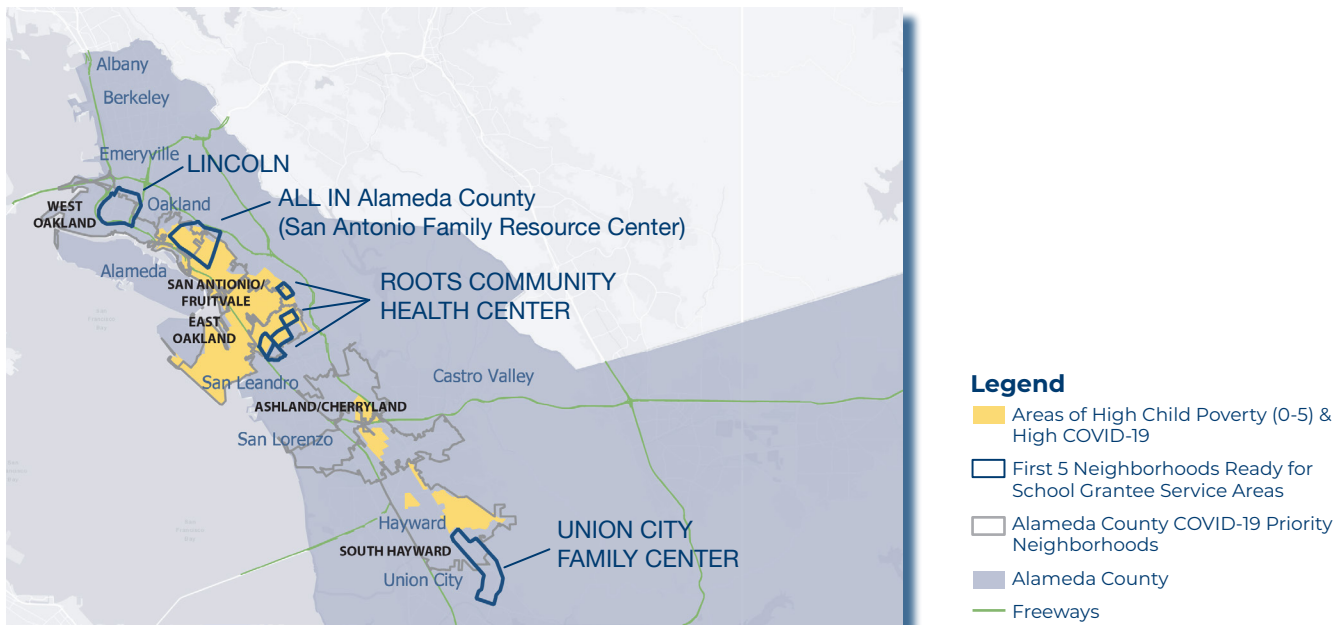 Albany
Berkeley
Emeryville
LINCOLN
WEST
OAKLAND
Oakland
ALL IN Alameda County
(San Antonio Family Resource Center)
Alameda
SAN ANTIONIO/
FRUITVALE
ROOTS COMMUNITY
HEALTH CENTER
EAST
OAKLAND
San Leandro
Castro Valley
ASHLAND/CHERRYLAND
San Lorenzo
Hayward
SOUTH HAYWARD
UNION CITY
FAMILY CENTER
Union City
Legend
Areas of High Child Poverty (0-5) &
High COVID-19
First 5 Neighborhoods Ready for
School Grantee Service Areas
Alameda County COVID-19 Priority
Neighborhoods
Alameda County
Freeways